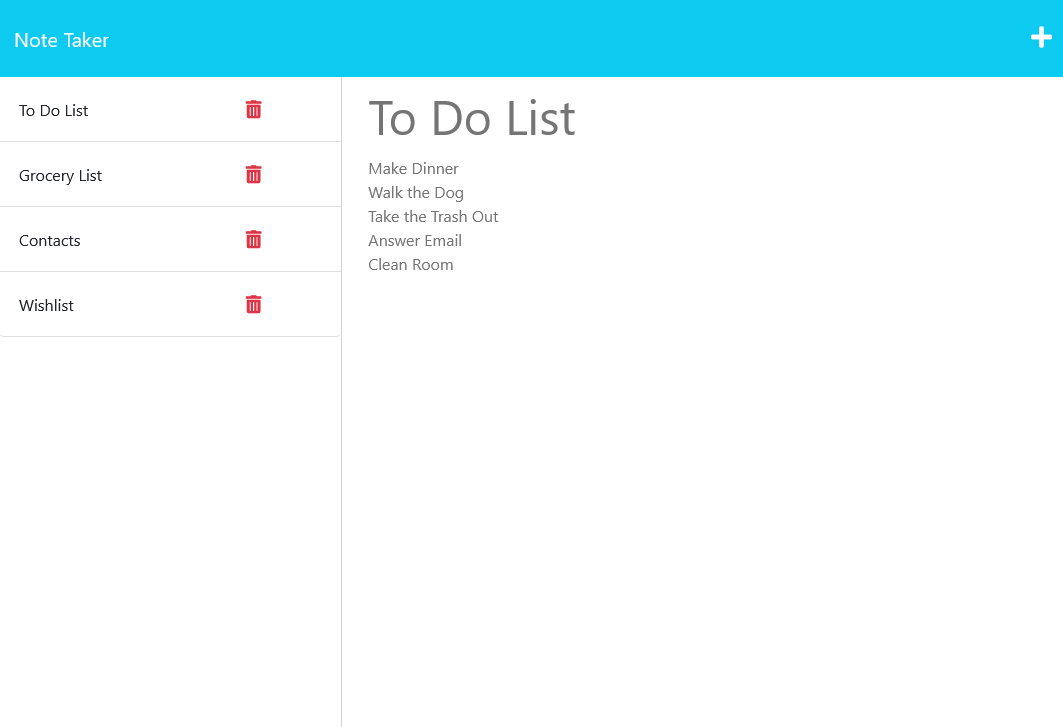 Note Taker
To Do List
Grocery List
Contacts
Wishlist
To Do List
Make Dinner
Walk the Dog
Take the Trash Out
Answer Email
Clean Room